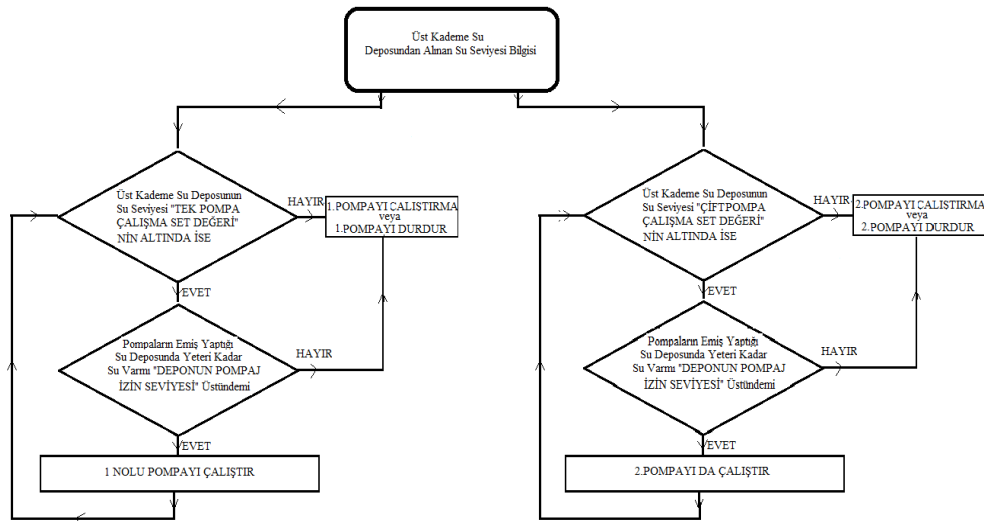 Üst Kademe Su
Deposundan Alınan Su Seviyesi Bilgisi
Üst Kademe Su Deposunun
Su Seviyesi "TEK POMPA
ÇALIŞMA SET DEĞERİ"
NİN ALTINDA İSE
HAYIR
1.POMPAYI ÇALIŞTIRMA
veya
1.POMPAYI DURDUR
EVET
Pompaların Emiş Yaptığı
Su Deposunda Yeteri Kadar
Su Varmı "DEPONUN POMPAJ
İZİN SEVİYESİ" Üstündemi
HAYIR
EVET
1 NOLU POMPAYI ÇALIŞTIR
Üst Kademe Su Deposunun
Su Seviyesi "ÇİFTPOMPA
ÇALIŞMA SET DEĞERİ"
NİN ALTINDA İSE
HAYIR
2.POMPAYI ÇALIŞTIRMA
veya
2.POMPAYI DURDUR
EVET
Pompaların Emiş Yaptığı
Su Deposunda Yeteri Kadar
Su Varmı "DEPONUN POMPAJ
İZİN SEVİYESİ" Üstündemi
HAYIR
EVET
2.POMPAYI DA ÇALIŞTIR